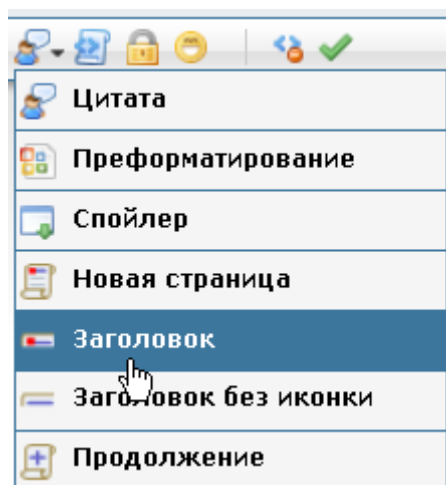 Цитата
Преформатирование
Спойлер
Новая страница
Заголовок
Заголовок без иконки
Продолжение